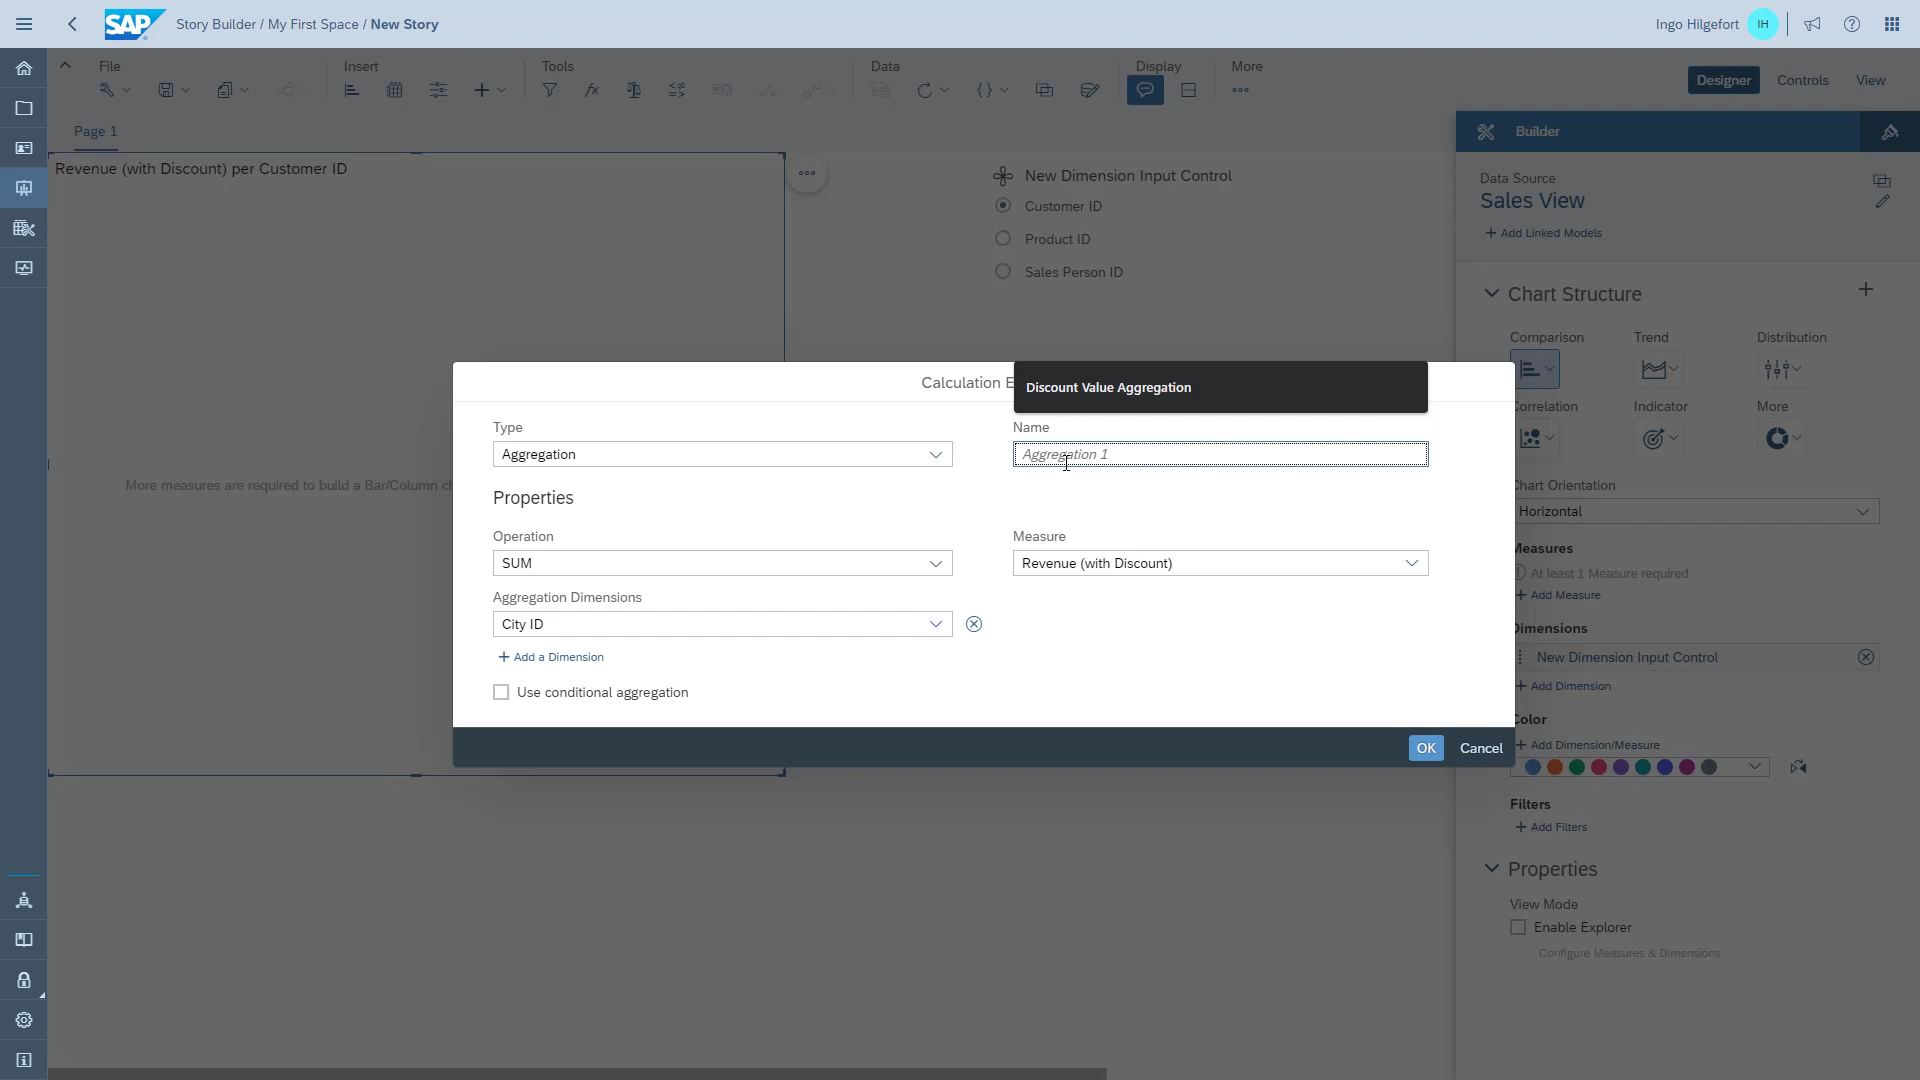 SAP
Story Builder / My First Space / New Story
Ingo Hilgefort
IH
File
Insert
Tools
Data
Display
More
Designer
Controls
View
Page 1
Revenue (with Discount) per Customer ID
New Dimension Input Control
Customer ID
Product ID
Sales Person ID
Builder
Data Source
Sales View
Add Linked Models
Chart Structure
Comparison
Trend
Distribution
Correlation
Indicator
More
Chart Orientation
Horizontal
Measures
At least 1 Measure required
Add Measure
Dimensions
New Dimension Input Control
Add Dimension
Color
Add Dimension/Measure
Filters
Add Filters
Properties
View Mode
Enable Explorer
Configure Measures & Dimensions
More measures are required to build a Bar/Column
Calculation
Discount Value Aggregation
Type
Aggregation
Name
Aggregation 1
Properties
Operation
SUM
Measure
Revenue (with Discount)
Aggregation Dimensions
City ID
Add a Dimension
Use conditional aggregation
OK
Cancel